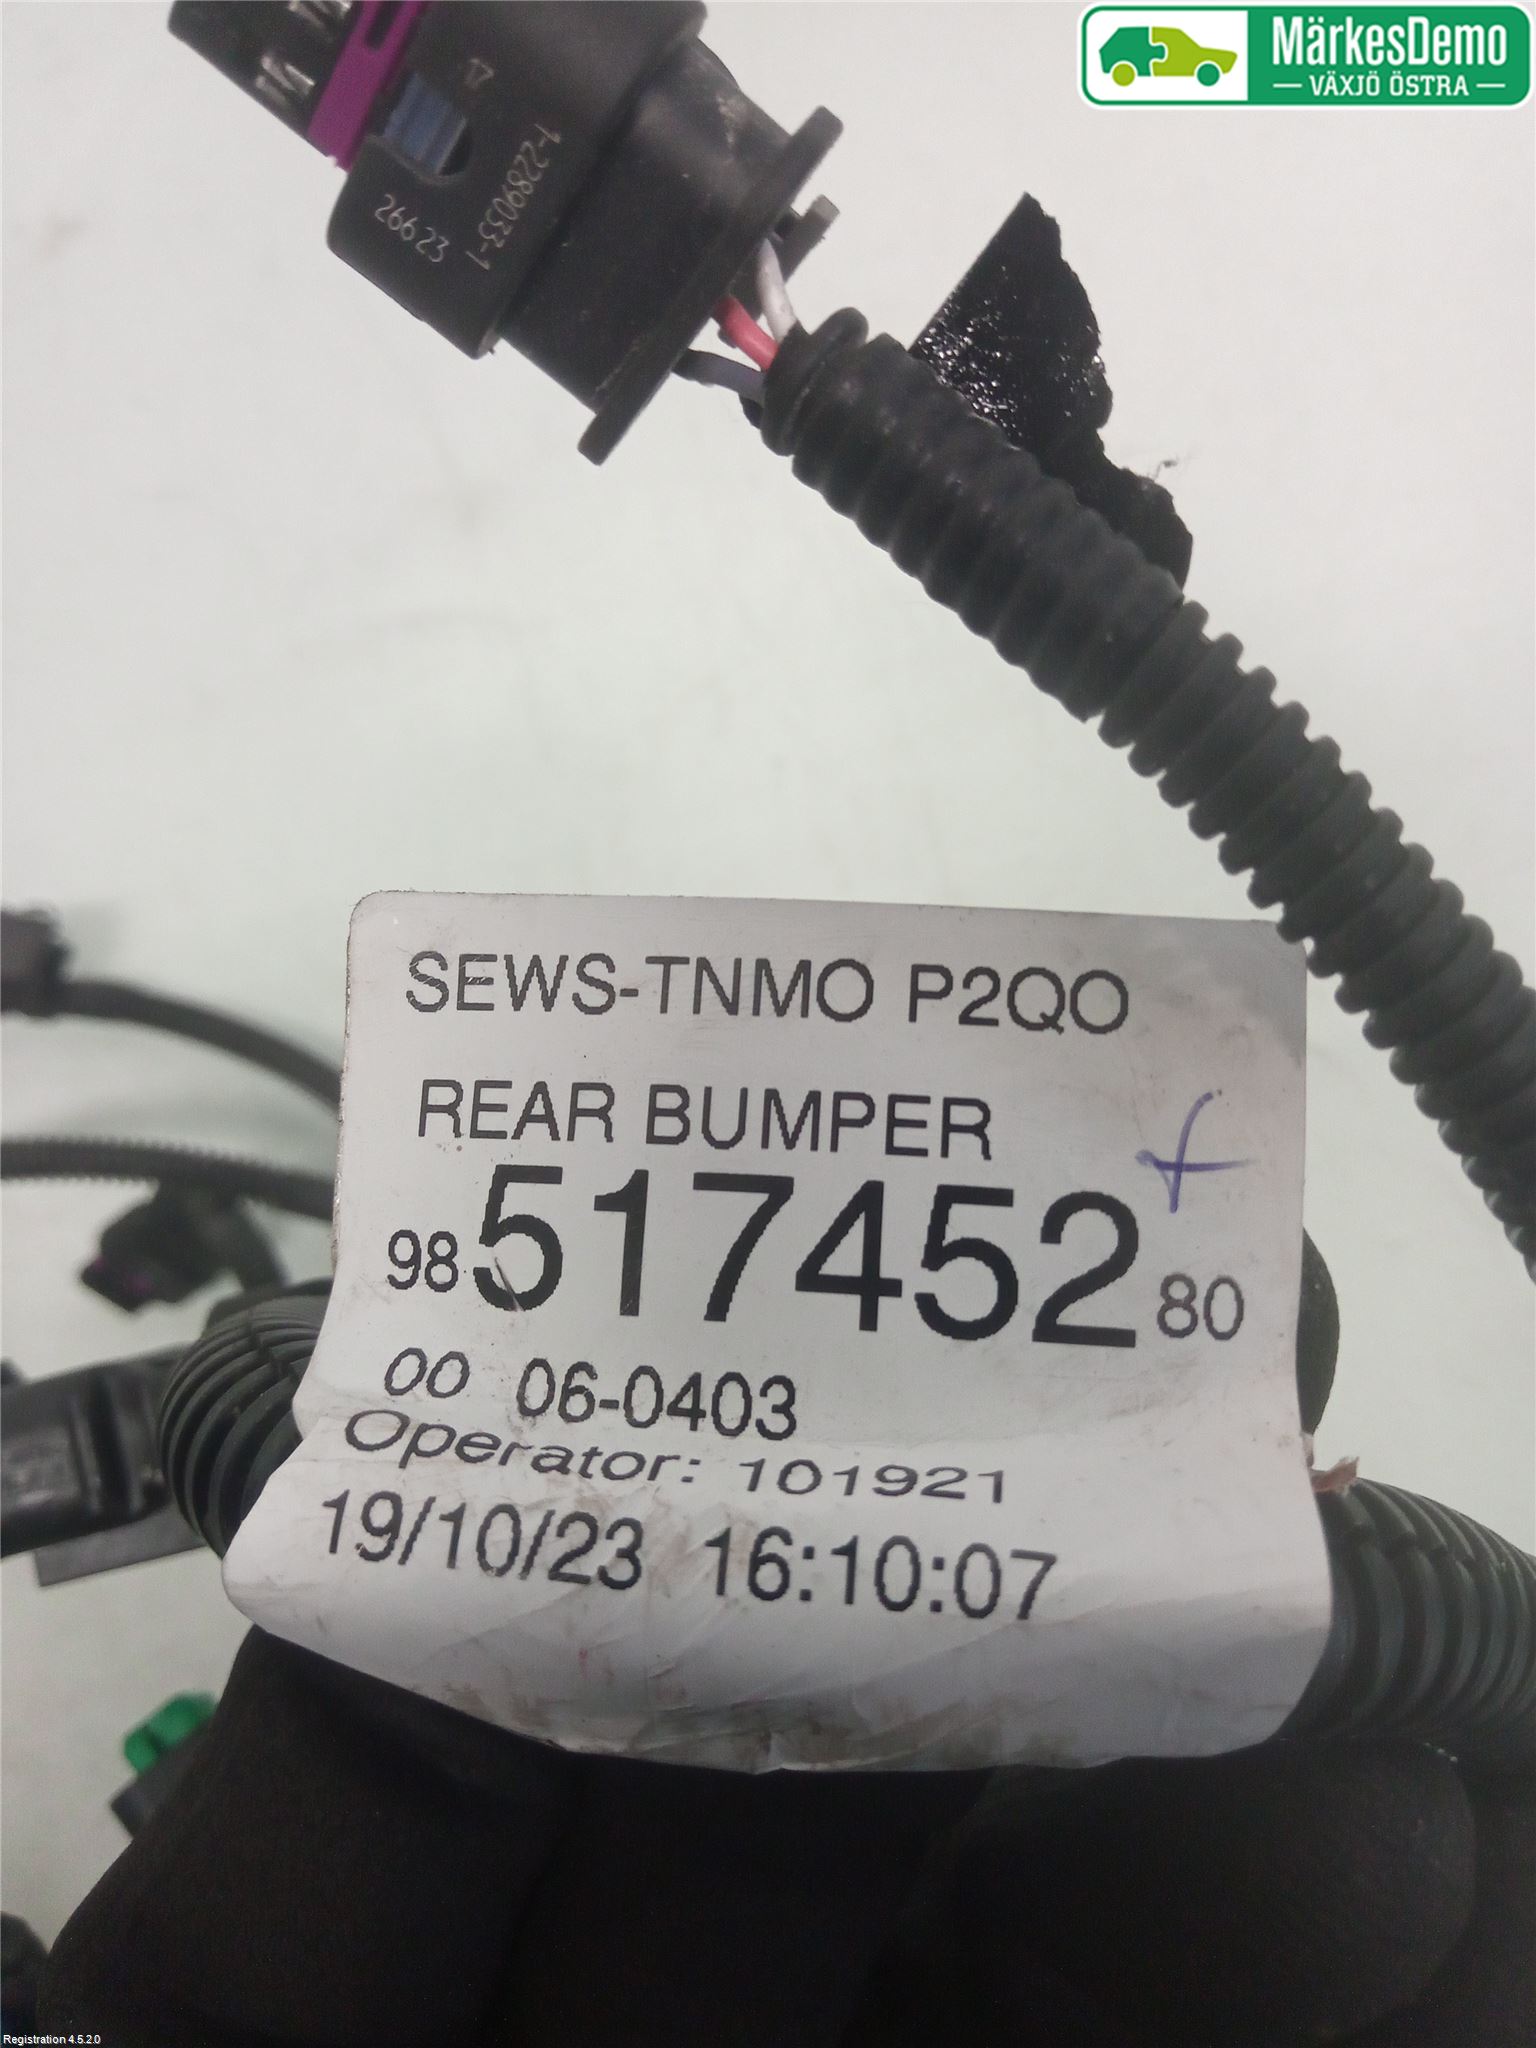 MärkesDemo
VÄXJÖ ÖSTRA
17
1-2289033-1
26623
SEWS-TNMO P2QO
REAR BUMPER
98 517452 80
00 06-0403
Operator: 101921
19/10/23 16:10:07
Registration 4.5.2.0